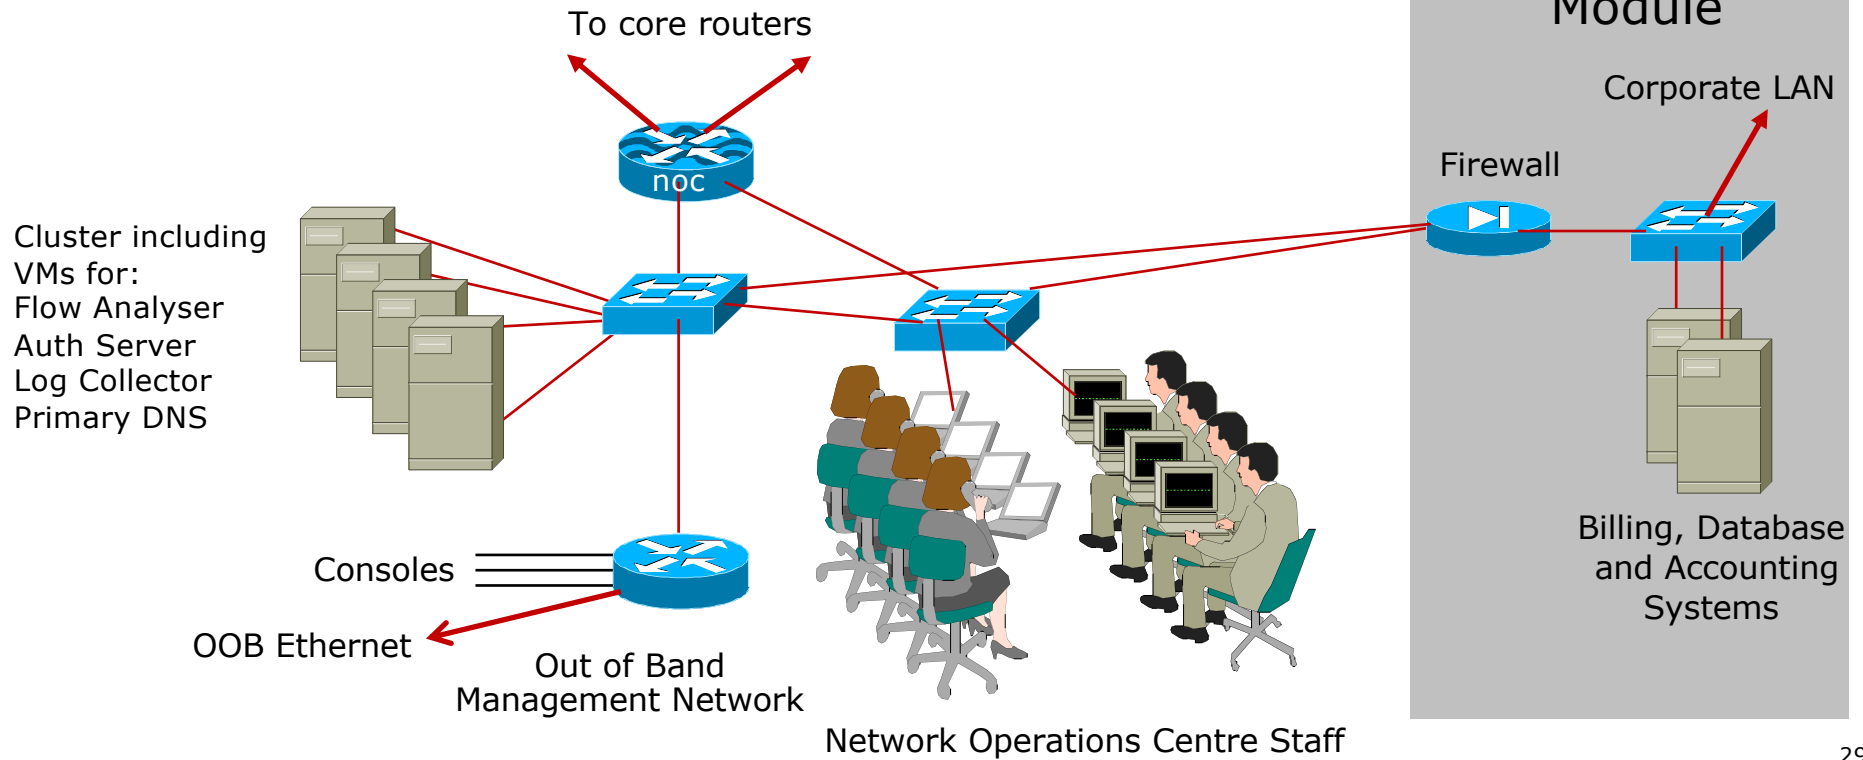 To core routers
Module
Corporate LAN
Firewall
noc
Cluster including
VMs for:
Flow Analyser
Auth Server
Log Collector
Primary DNS
Billing, Database
and Accounting
Systems
Consoles
OOB Ethernet
Out of Band
Management Network
Network Operations Centre Staff
29